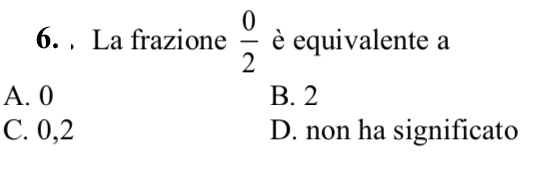 6. , La frazione 0/2 è equivalente a
A. 0 B. 2
C. 0,2 D. non ha significato